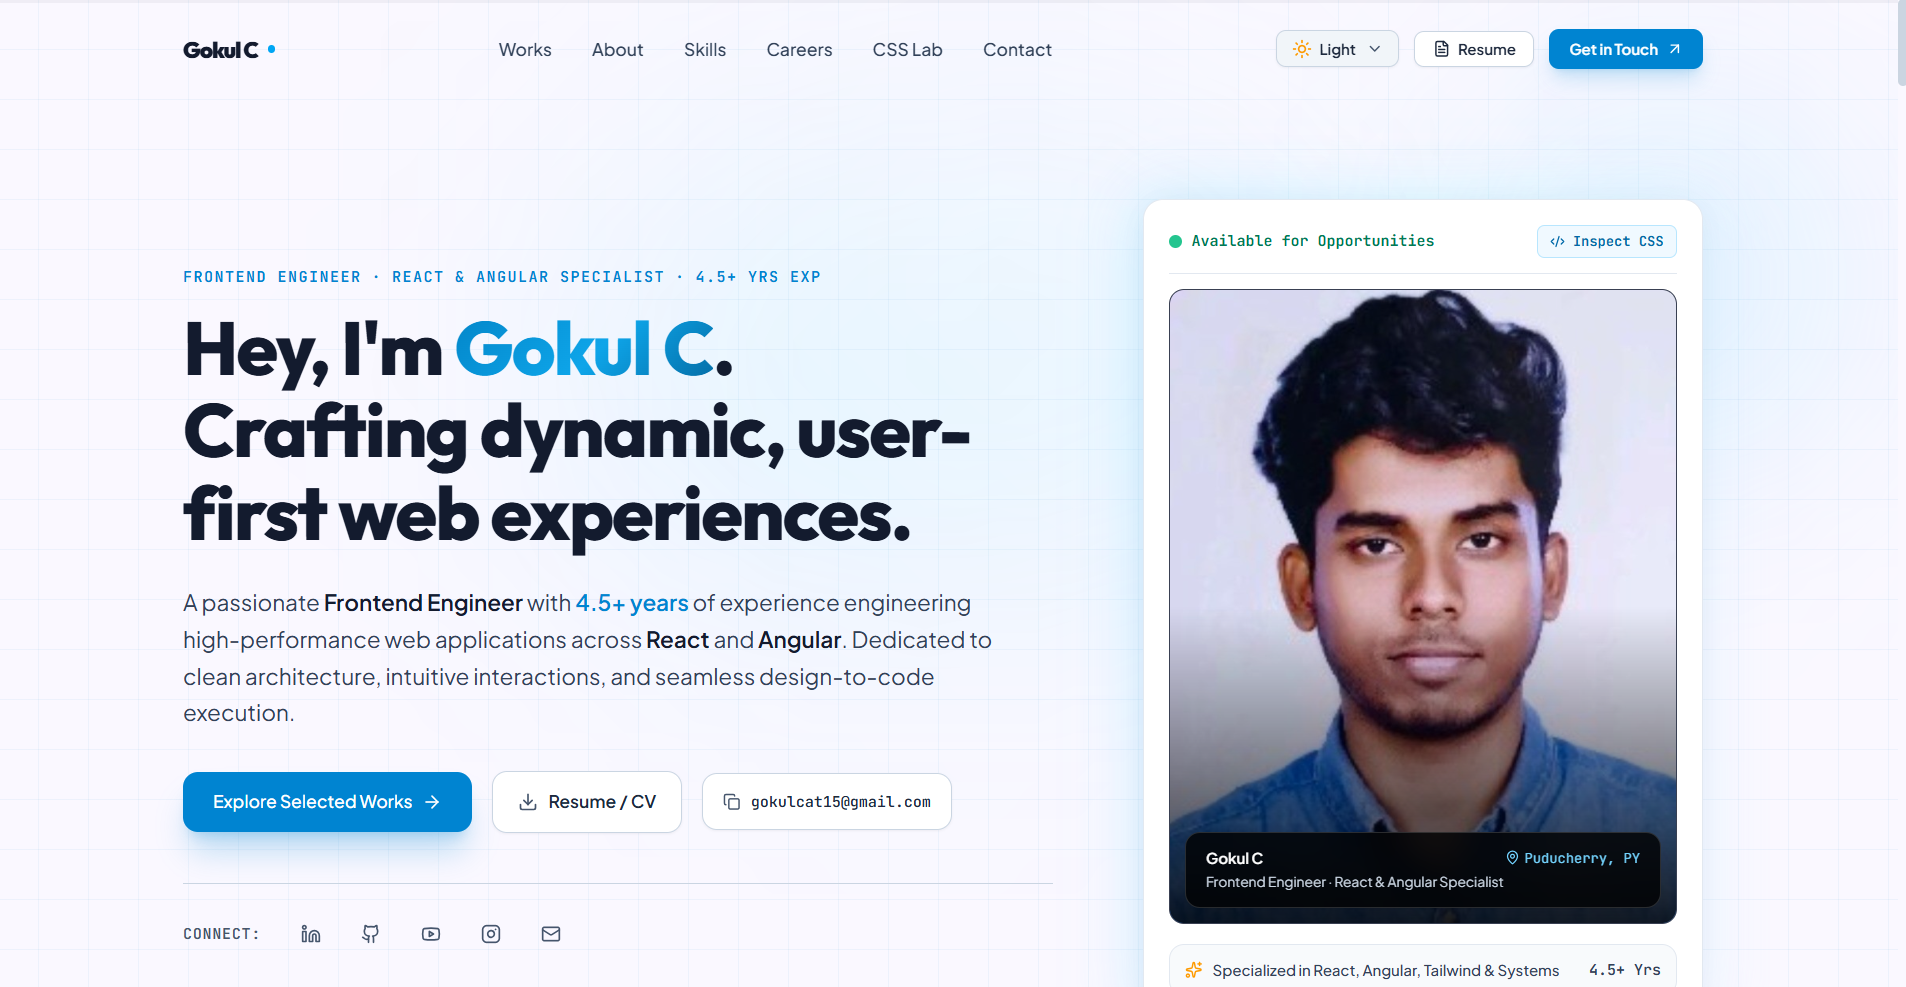 Gokul C
Works
About
Skills
Careers
CSS Lab
Contact
Light
Resume
Get in Touch
FRONTEND ENGINEER · REACT & ANGULAR SPECIALIST · 4.5+ YRS EXP
Hey, I'm Gokul C.
Crafting dynamic, user-
first web experiences.
A passionate Frontend Engineer with 4.5+ years of experience engineering
high-performance web applications across React and Angular. Dedicated to
clean architecture, intuitive interactions, and seamless design-to-code
execution.
Explore Selected Works
Resume / CV
gokulcat15@gmail.com
CONNECT:
Available for Opportunities
Inspect CSS
Gokul C
Puducherry, PY
Frontend Engineer · React & Angular Specialist
Specialized in React, Angular, Tailwind & Systems
4.5+ Yrs